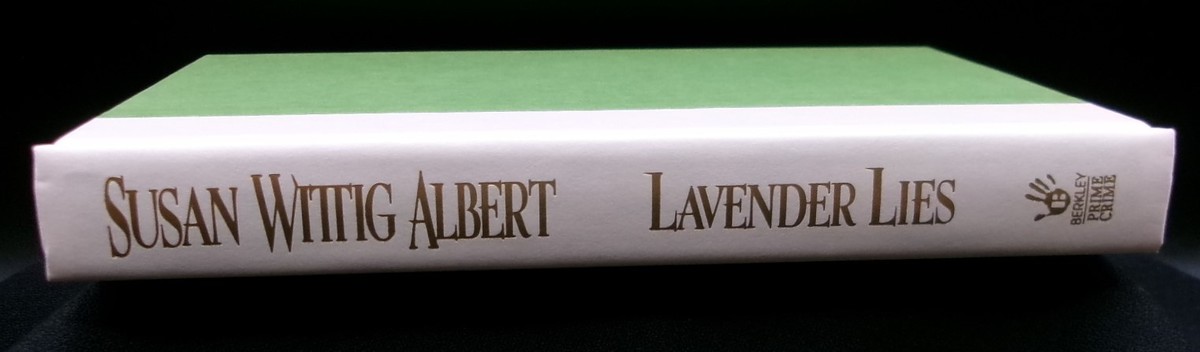 SUSAN WITTIG ALBERT LAVENDER LIES
BERKLEY
PRIME
CRIME